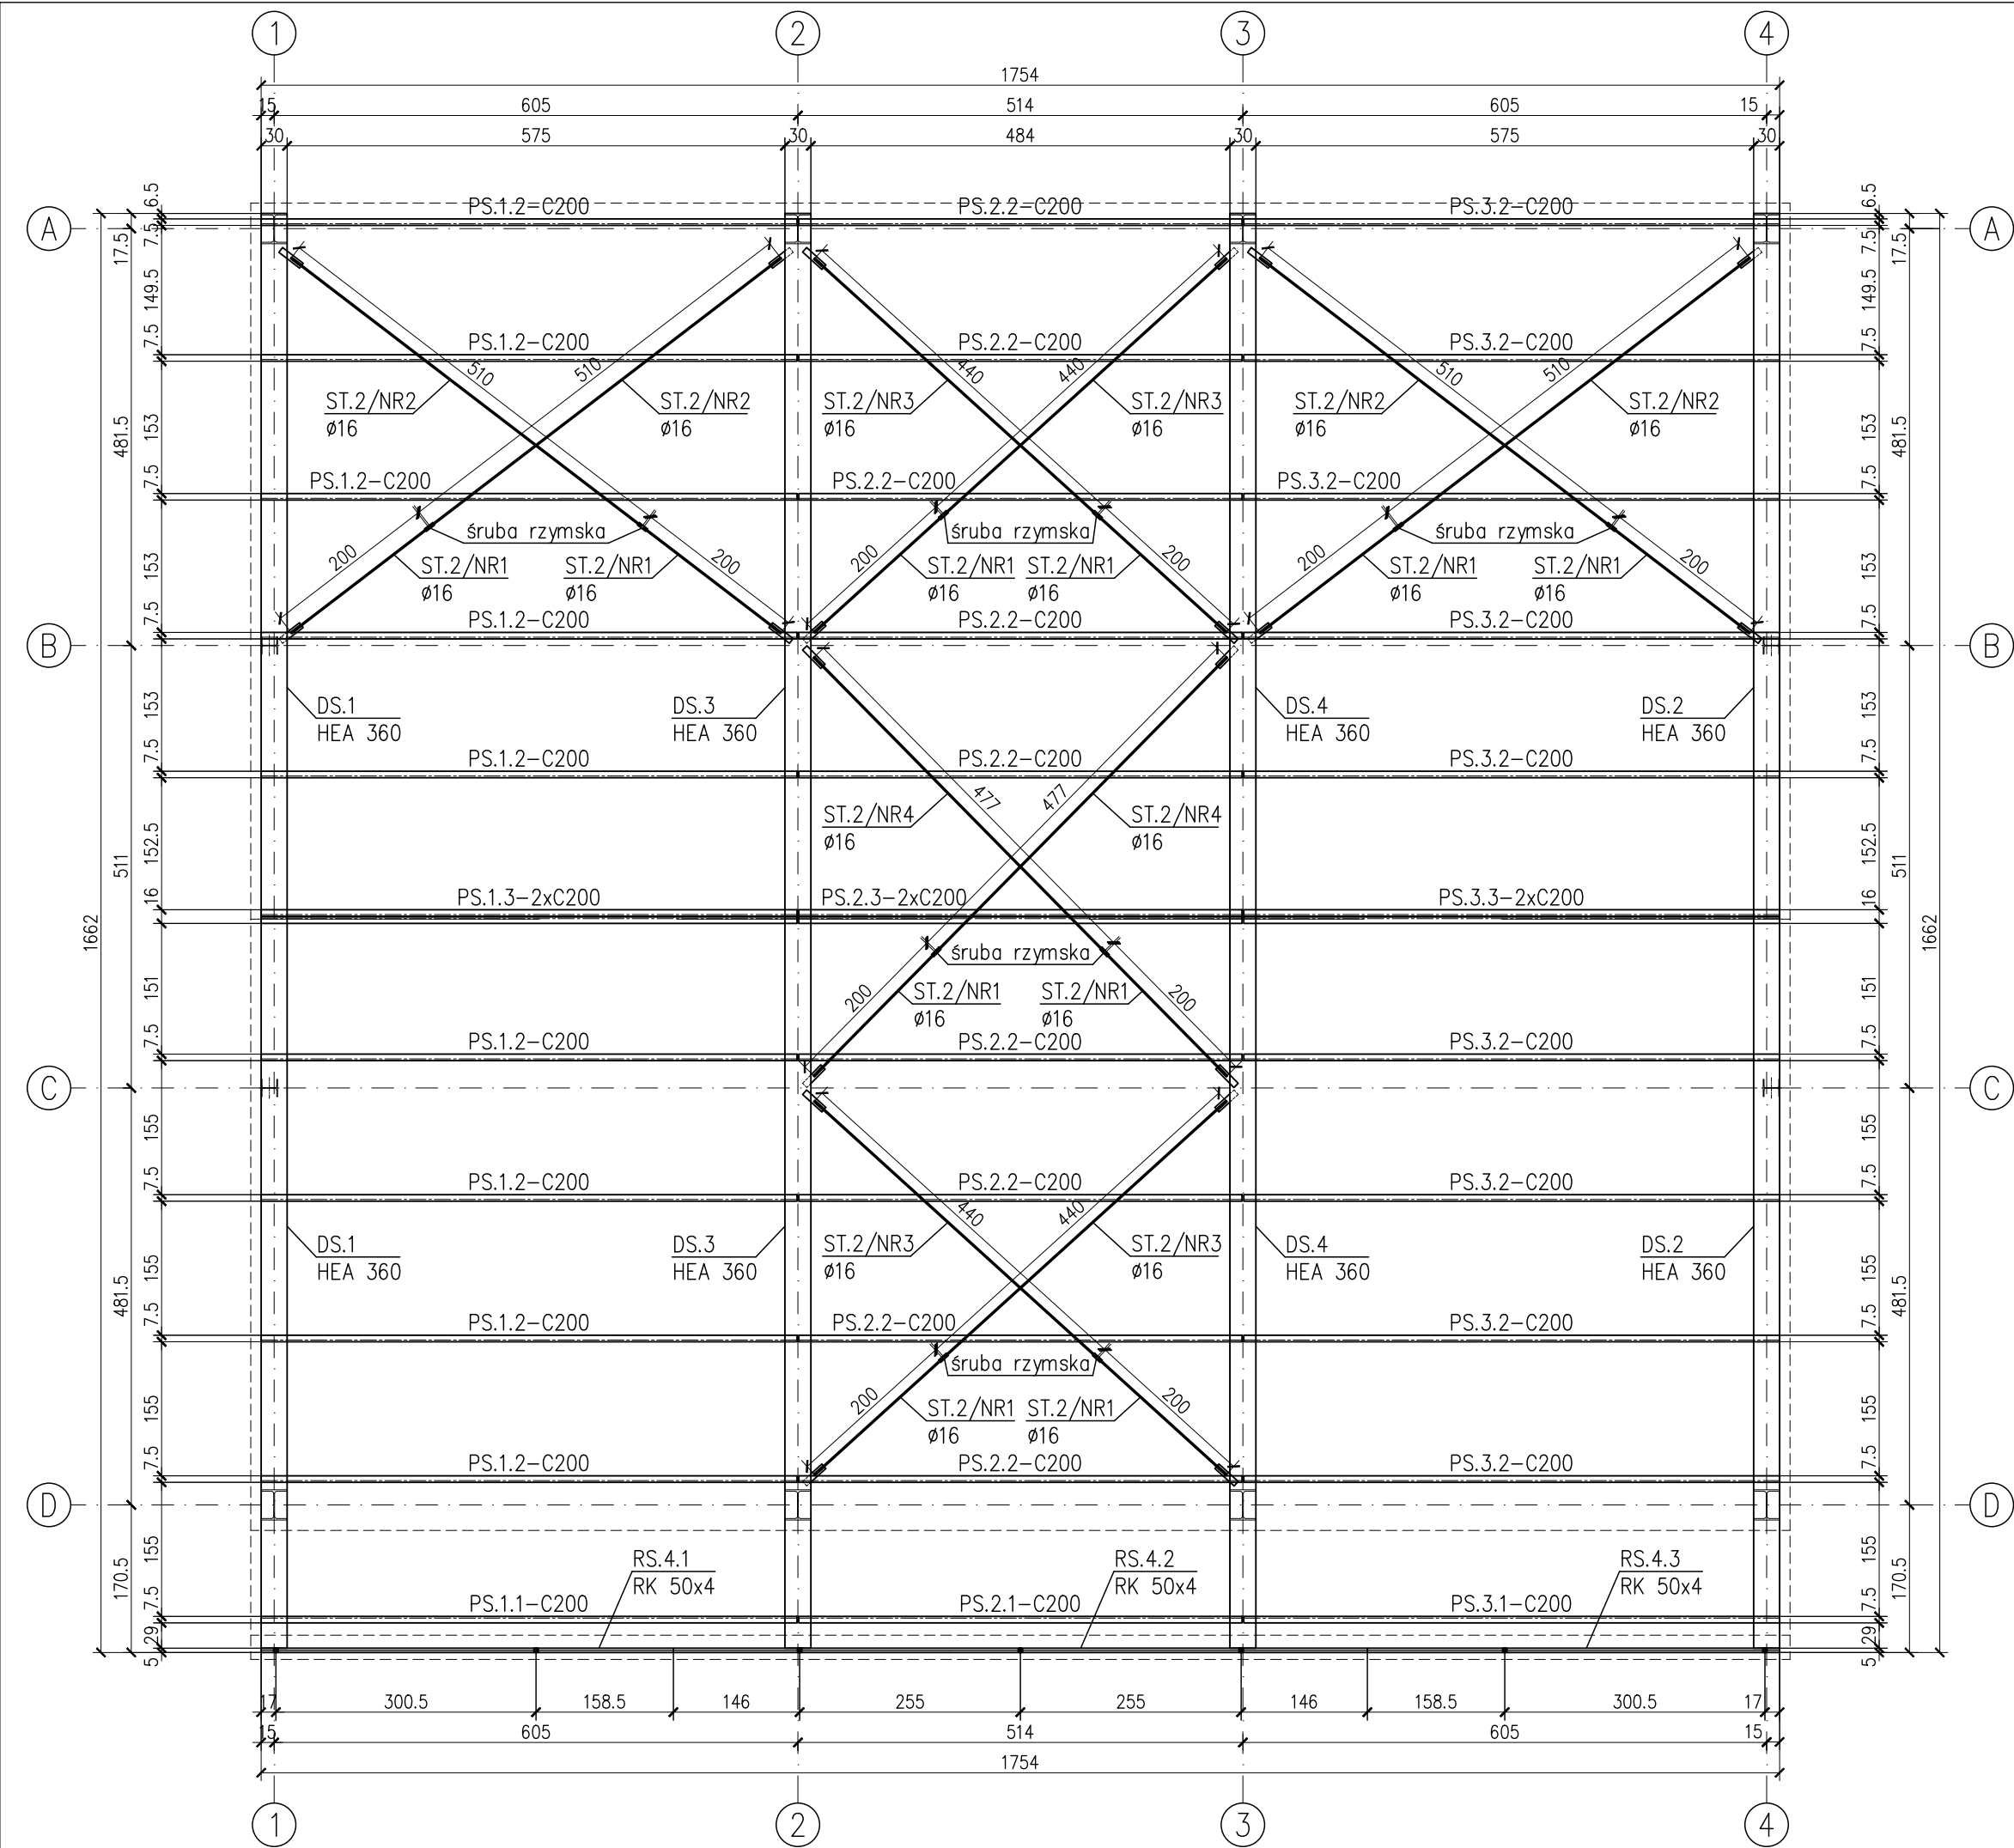 1 2 3 4
1754
15 605 514 605 15
30 575 30 484 30 575 30
6.5 PS.1.2-C200 PS.2.2-C200 PS.3.2-C200 6.5
A A
7.5 17.5 7.5 17.5
149.5 149.5
7.5 PS.1.2-C200 PS.2.2-C200 PS.3.2-C200 7.5
510 510 440 440 510 510
ST.2/NR2 ST.2/NR2 ST.2/NR3 ST.2/NR3 ST.2/NR2 ST.2/NR2
ø16 ø16 ø16 ø16 ø16 ø16
481.5 153 153 481.5
7.5 PS.1.2-C200 PS.2.2-C200 PS.3.2-C200 7.5
śruba rzymska śruba rzymska śruba rzymska
200 200 200 200 200 200
153 153
ST.2/NR1 ST.2/NR1 ST.2/NR1 ST.2/NR1 ST.2/NR1 ST.2/NR1
ø16 ø16 ø16 ø16 ø16 ø16
7.5 PS.1.2-C200 PS.2.2-C200 PS.3.2-C200 7.5
B B
153 DS.1 DS.3 DS.4 DS.2 153
HEA 360 HEA 360 HEA 360 HEA 360
7.5 PS.1.2-C200 PS.2.2-C200 PS.3.2-C200 7.5
477 477
ST.2/NR4 ST.2/NR4
ø16 ø16
511 152.5 152.5 511
16 PS.1.3-2xC200 PS.2.3-2xC200 PS.3.3-2xC200 16
1662 1662
śruba rzymska
151 200 200 151
ST.2/NR1 ST.2/NR1
ø16 ø16
7.5 PS.1.2-C200 PS.2.2-C200 PS.3.2-C200 7.5
C C
155 155
7.5 PS.1.2-C200 PS.2.2-C200 PS.3.2-C200 7.5
440 440
155 DS.1 DS.3 ST.2/NR3 ST.2/NR3 DS.4 DS.2 155
HEA 360 HEA 360 ø16 ø16 HEA 360 HEA 360
481.5 481.5
7.5 PS.1.2-C200 PS.2.2-C200 PS.3.2-C200 7.5
śruba rzymska
200 200
155 ST.2/NR1 ST.2/NR1 155
ø16 ø16
7.5 PS.1.2-C200 PS.2.2-C200 PS.3.2-C200 7.5
D D
155 RS.4.1 RS.4.2 RS.4.3 155
170.5 RK 50x4 RK 50x4 RK 50x4 170.5
7.5 PS.1.1-C200 PS.2.1-C200 PS.3.1-C200 7.5
29 29
5 5
17 300.5 158.5 146 255 255 146 158.5 300.5 17
15 605 514 605 15
1754
1 2 3 4